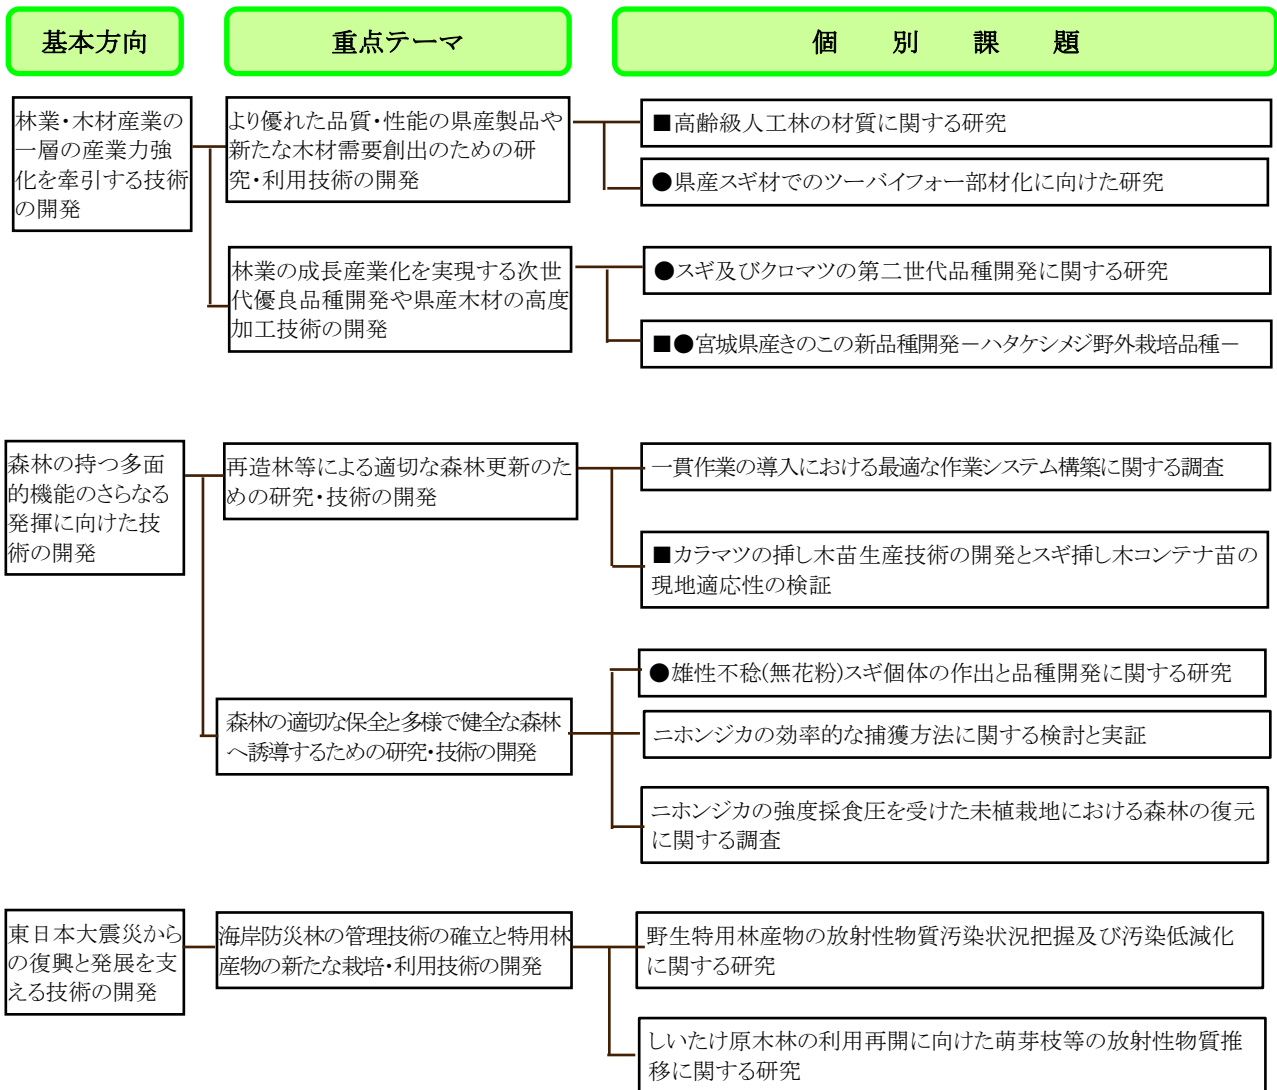 基本方向
重点テーマ
個 別 課 題
林業・木材産業の
一層の産業力強
化を牽引する技術
の開発
より優れた品質・性能の県産製品や
新たな木材需要創出のための研
究・利用技術の開発
■高齢級人工林の材質に関する研究
●県産スギ材でのツーバイフォー部材化に向けた研究
林業の成長産業化を実現する次世
代優良品種開発や県産木材の高度
加工技術の開発
●スギ及びクロマツの第二世代品種開発に関する研究
■●宮城県産きのこの新品種開発－ハタケシメジ野外栽培品種－
森林の持つ多面
的機能のさらなる
発揮に向けた技
術の開発
再造林等による適切な森林更新のた
めの研究・技術の開発
一貫作業の導入における最適な作業システム構築に関する調査
■カラマツの挿し木苗生産技術の開発とスギ挿し木コンテナ苗の
現地適応性の検証
森林の適切な保全と多様で健全な森林
へ誘導するための研究・技術の開発
●雄性不稔(無花粉)スギ個体の作出と品種開発に関する研究
ニホンジカの効率的な捕獲方法に関する検討と実証
ニホンジカの強度採食圧を受けた未植栽地における森林の復元
に関する調査
東日本大震災から
の復興と発展を支
える技術の開発
海岸防災林の管理技術の確立と特用林
産物の新たな栽培・利用技術の開発
野生特用林産物の放射性物質汚染状況把握及び汚染低減化
に関する研究
しいたけ原木林の利用再開に向けた萌芽枝等の放射性物質推
移に関する研究